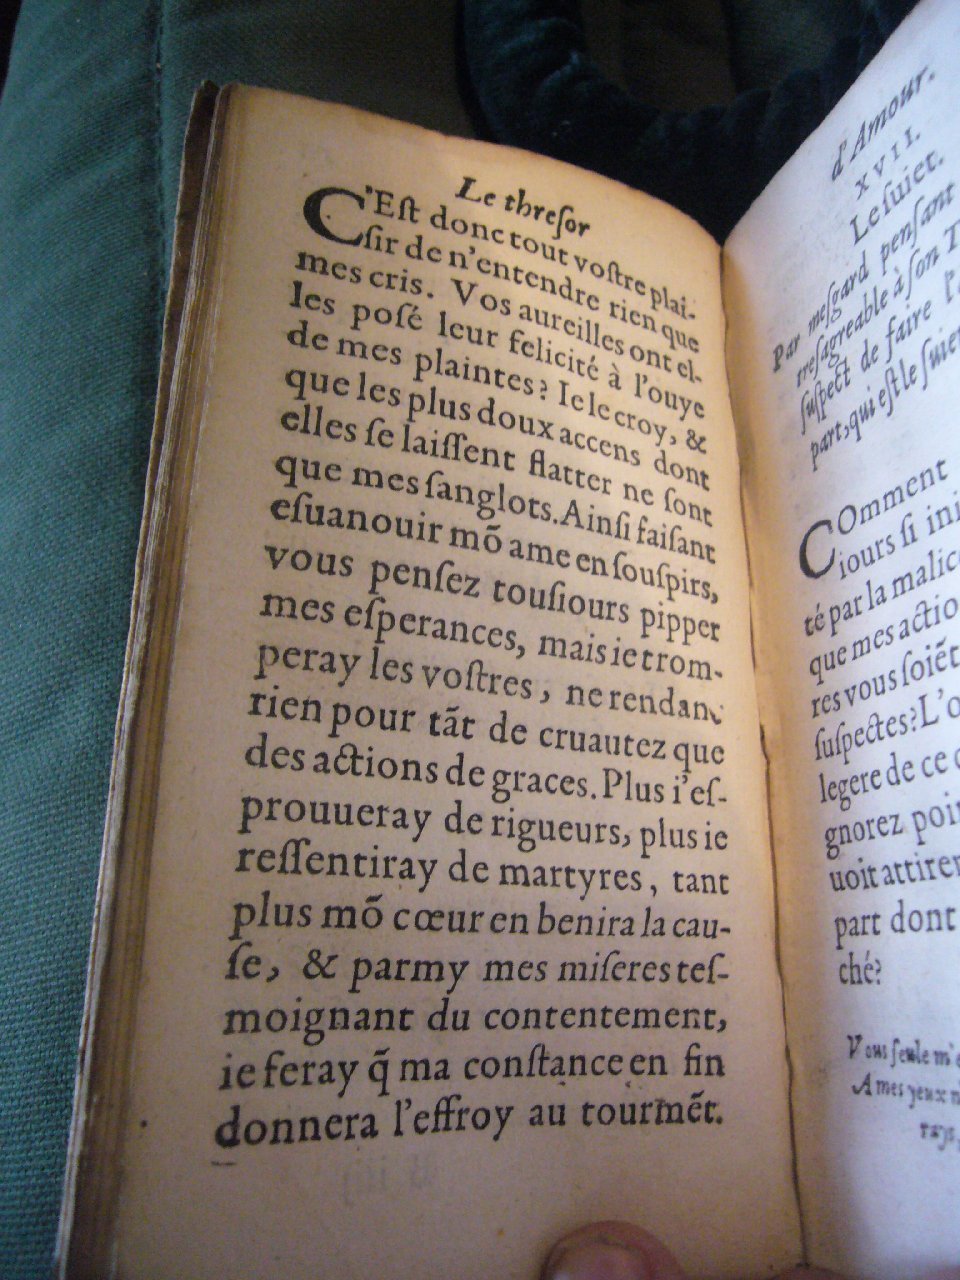 Le threſor
C'Eſt donc tout voſtre plai-
ſir de n'entendre rien que
mes cris. Vos aureilles ont el-
les poſé leur felicité à l'ouye
de mes plaintes? Ie le croy, &
que les plus doux accens dont
elles ſe laiſſent flatter ne ſont
que mes ſanglots. Ainſi faiſant
eſuanouir mõ ame en ſouſpirs,
vous penſez touſiours pipper
mes eſperances, mais ie trom-
peray les voſtres, ne rendant
rien pour tãt de cruautez que
des actions de graces. Plus i'eſ-
prouueray de rigueurs, plus ie
reſſentiray de martyres, tant
plus mõ cœur en benira la cau-
ſe, & parmy mes miſeres teſ-
moignant du contentement,
ie feray q̃ ma conſtance en fin
donnera l'effroy au tourmẽt.
d'Amour.
XVII.
Le ſuiet.
Par meſgard penſant
treſagreable à ſon
ſuſpect de faire
part, qui eſt le
COmment
iours ſi
té par la
que mes
res vous ſoiẽt
ſuſpectes?
legere de ce
gnorez
uoit
part dont
ché?
Vous ſeule
A mes yeux